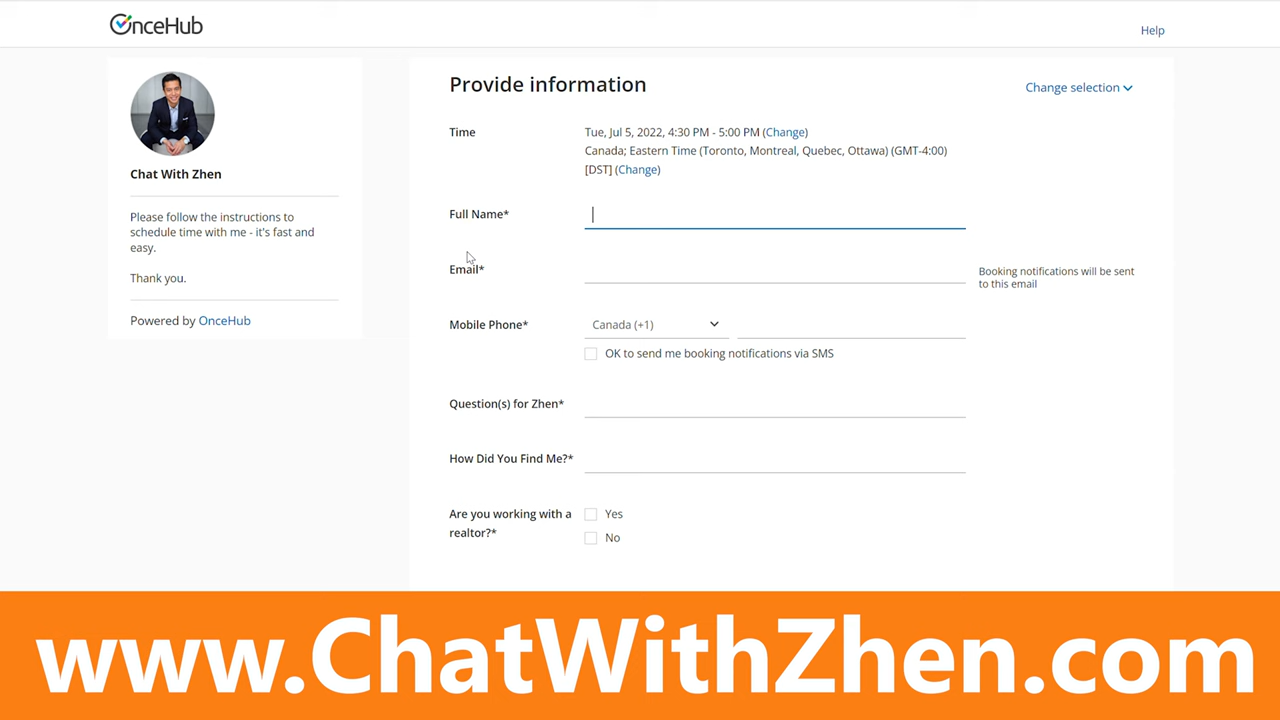 OnceHub
Help
Chat With Zhen
Please follow the instructions to
schedule time with me - it's fast and
easy.
Thank you.
Powered by OnceHub
Provide information
Change selection
Time
Tue, Jul 5, 2022, 4:30 PM - 5:00 PM (Change)
Canada; Eastern Time (Toronto, Montreal, Quebec, Ottawa) (GMT-4:00)
[DST] (Change)
Full Name*
Email*
Booking notifications will be sent
to this email
Mobile Phone*
Canada (+1)
OK to send me booking notifications via SMS
Question(s) for Zhen*
How Did You Find Me?*
Are you working with a
realtor?*
Yes
No
www.ChatWithZhen.com